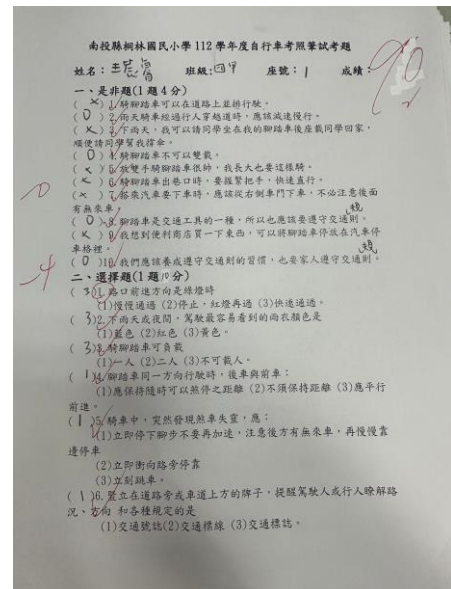 南投縣桐林國民小學 112 學年度自行車考照筆試考題
姓名： 班級:四甲 座號：1 成績： 90
一、是非題(1 題 4 分)
( X )1.騎腳踏車可以在道路上並排行駛。
( O )2.雨天騎車經過行人穿越道時，應該減速慢行。
( X )3.下雨天，我可以請同學坐在我的腳踏車後座載同學回家，
順便請同學幫我撐傘。
( O )4.騎腳踏車不可以雙載。
( X )5.放雙手騎腳踏車很帥，我長大也要這樣騎。
( X )6.騎腳踏車出巷口時，要握緊把手，快速直行。
( X )7.搭乘汽車要下車時，應該從右側車門下車，不必注意後面
有無來車。
( O )8.腳踏車是交通工具的一種，所以也應該要遵守交通規則。
( X )9.我想到便利商店買一下東西，可以將腳踏車停放在汽車停
車格裡。
( O )10.我們應該養成遵守交通規則的習慣，也要家人遵守交通規則。
-4
二、選擇題(1 題 10 分)
( 3 )1.路口前進方向是綠燈時
(1)慢慢通過 (2)停止，紅燈再過 (3)快速通過。
( 3 )2.下雨天或夜間，駕駛最容易看到的雨衣顏色是
(1)藍色 (2)紅色 (3)黃色。
( 3 )3.騎腳踏車可負載
(1)一人 (2)二人 (3)不可載人。
( 1 )4.腳踏車同一方向行駛時，後車與前車：
(1)應保持隨時可以煞停之距離 (2)不須保持距離 (3)應平行
前進。
( 1 )5.騎車中，突然發現煞車失靈，應：
(1)立即停下腳步不要再加速，注意後方有無來車，再慢慢靠
邊停車
(2)立即衝向路旁停靠
(3)立刻跳車。
( 1 )6.豎立在道路旁或車道上方的牌子，提醒駕駛人或行人瞭解路
況、方向 和各種規定的是
(1)交通號誌(2)交通標線 (3)交通標誌。